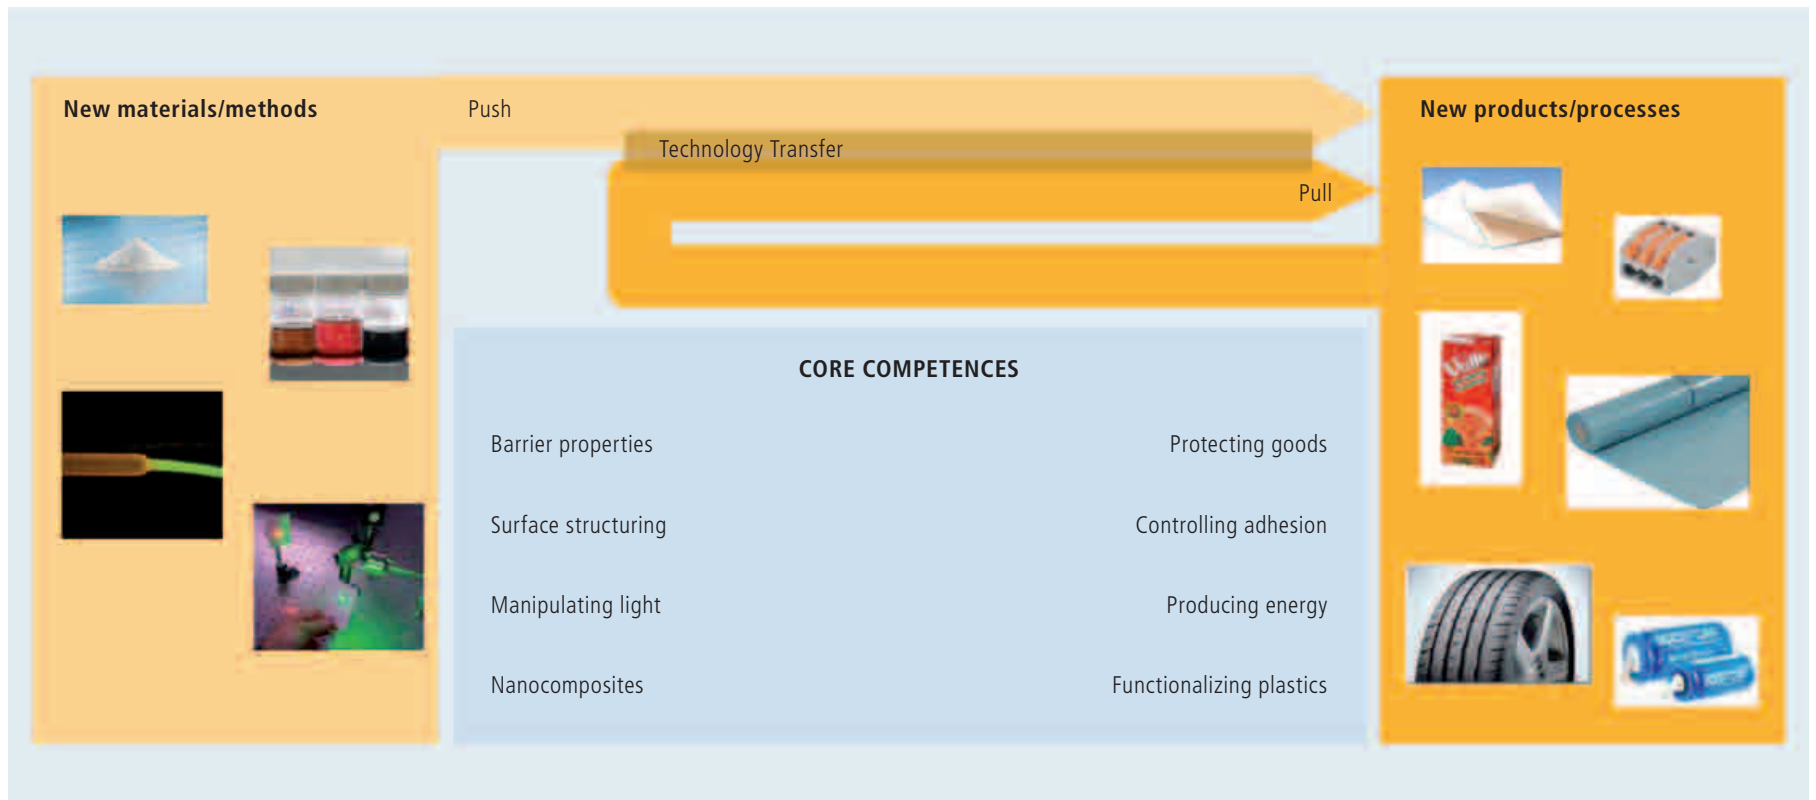 New materials/methods
Push
New products/processes
Technology Transfer
Pull
CORE COMPETENCES
Barrier properties
Protecting goods
Surface structuring
Controlling adhesion
Manipulating light
Producing energy
Nanocomposites
Functionalizing plastics